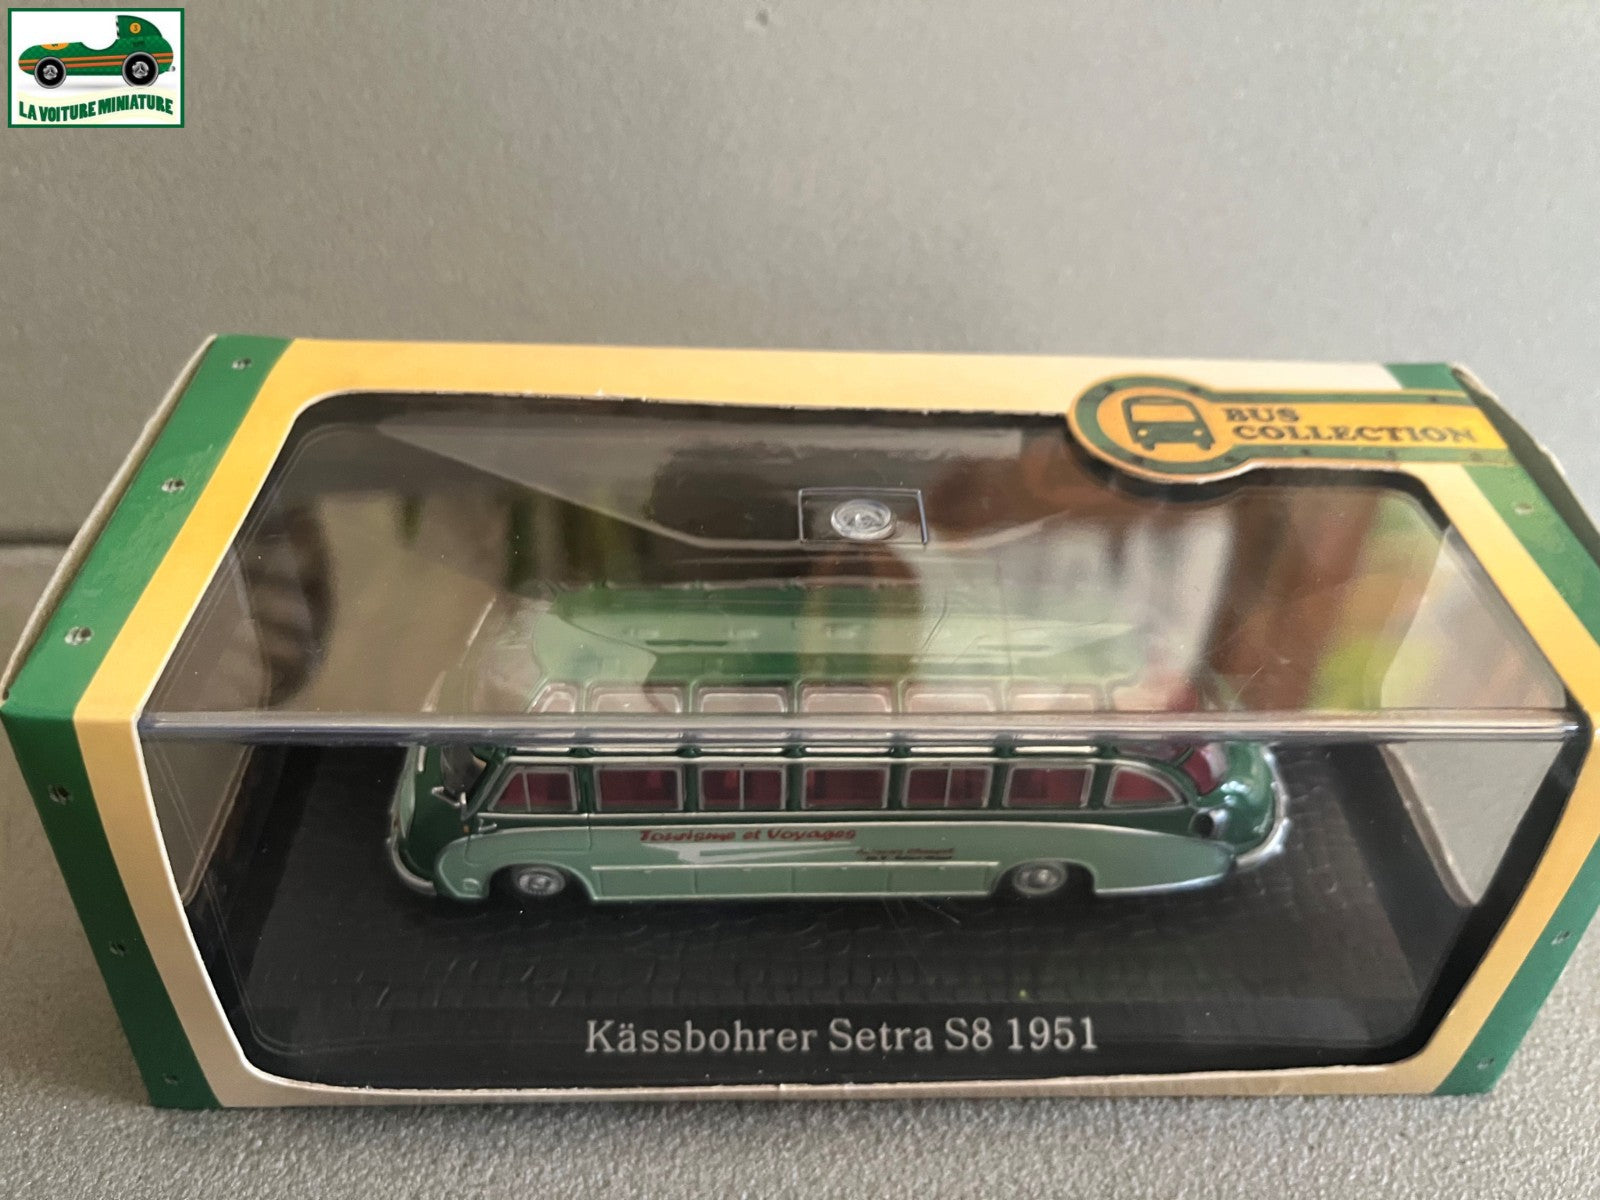 LA VOITURE MINIATURE
BUS
COLLECTION
Tourisme et Voyages
Kässbohrer Setra S8 1951